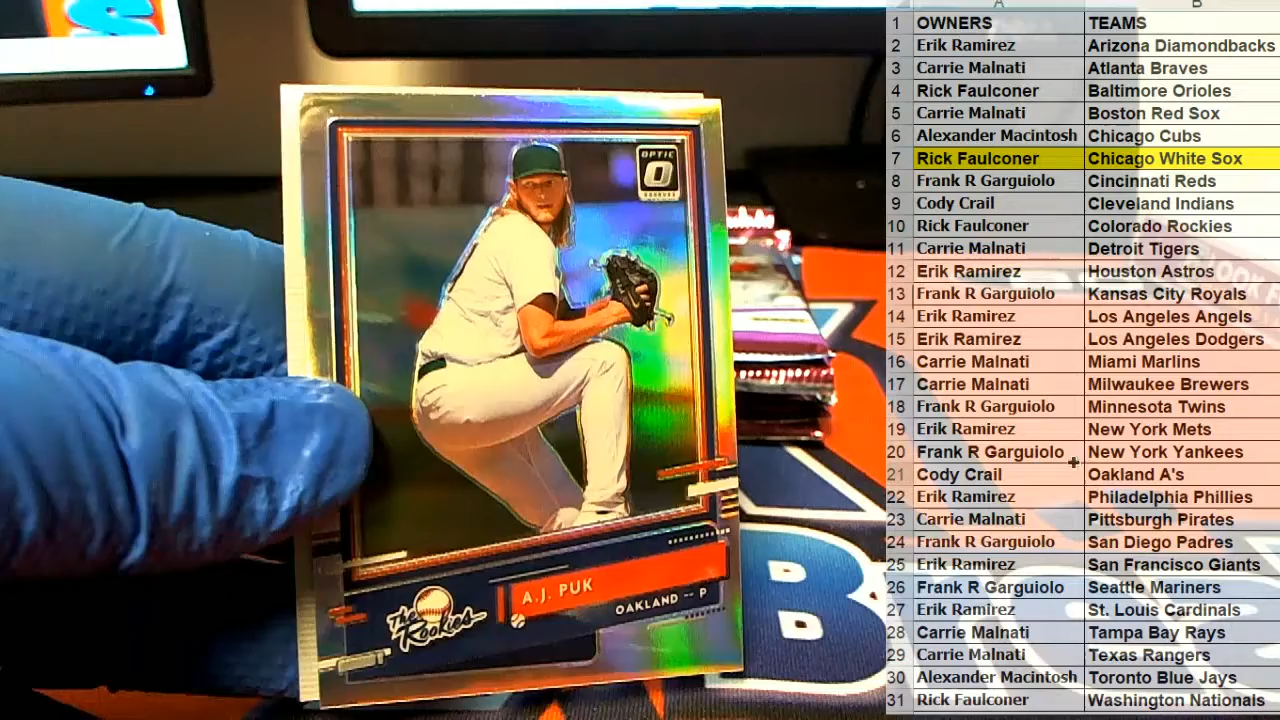 S
OPTIC
O
A.J. PUK
OAKLAND -- P
The
Rookies
B
A B
1 OWNERS TEAMS
2 Erik Ramirez Arizona Diamondbacks
3 Carrie Malnati Atlanta Braves
4 Rick Faulconer Baltimore Orioles
5 Carrie Malnati Boston Red Sox
6 Alexander Macintosh Chicago Cubs
7 Rick Faulconer Chicago White Sox
8 Frank R Garguiolo Cincinnati Reds
9 Cody Crail Cleveland Indians
10 Rick Faulconer Colorado Rockies
11 Carrie Malnati Detroit Tigers
12 Erik Ramirez Houston Astros
13 Frank R Garguiolo Kansas City Royals
14 Erik Ramirez Los Angeles Angels
15 Erik Ramirez Los Angeles Dodgers
16 Carrie Malnati Miami Marlins
17 Carrie Malnati Milwaukee Brewers
18 Frank R Garguiolo Minnesota Twins
19 Erik Ramirez New York Mets
20 Frank R Garguiolo New York Yankees
21 Cody Crail Oakland A's
22 Erik Ramirez Philadelphia Phillies
23 Carrie Malnati Pittsburgh Pirates
24 Frank R Garguiolo San Diego Padres
25 Erik Ramirez San Francisco Giants
26 Frank R Garguiolo Seattle Mariners
27 Erik Ramirez St. Louis Cardinals
28 Carrie Malnati Tampa Bay Rays
29 Carrie Malnati Texas Rangers
30 Alexander Macintosh Toronto Blue Jays
31 Rick Faulconer Washington Nationals